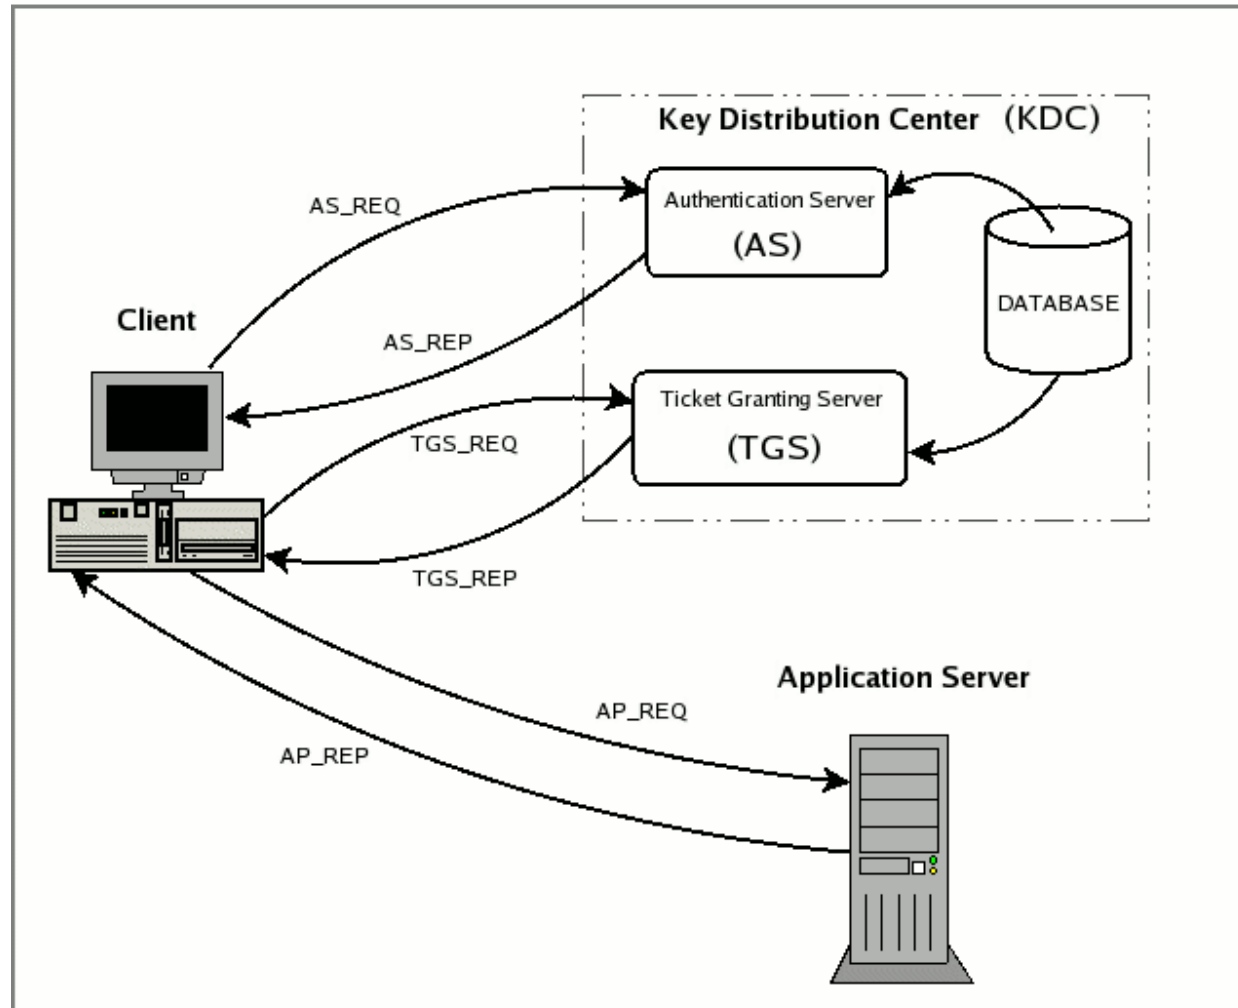 Key Distribution Center (KDC)
AS_REQ
Authentication Server
(AS)
DATABASE
Client
AS_REP
Ticket Granting Server
(TGS)
TGS_REQ
TGS_REP
Application Server
AP_REQ
AP_REP